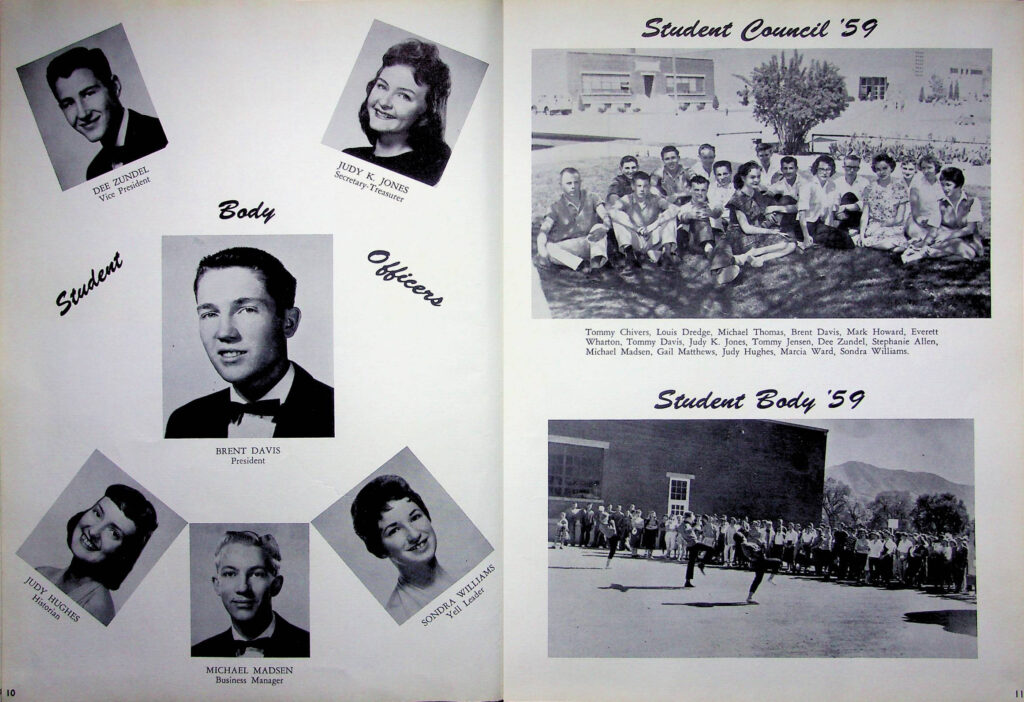 DEE ZUNDEL
Vice President
JUDY K. JONES
Secretary-Treasurer
Student Body Officers
BRENT DAVIS
President
JUDY HUGHES
Historian
MICHAEL MADSEN
Business Manager
SONDRA WILLIAMS
Yell Leader
10
Student Council '59
Tommy Chivers, Louis Dredge, Michael Thomas, Brent Davis, Mark Howard, Everett
Wharton, Tommy Davis, Judy K. Jones, Tommy Jensen, Dee Zundel, Stephanie Allen,
Michael Madsen, Gail Matthews, Judy Hughes, Marcia Ward, Sondra Williams.
Student Body '59
11